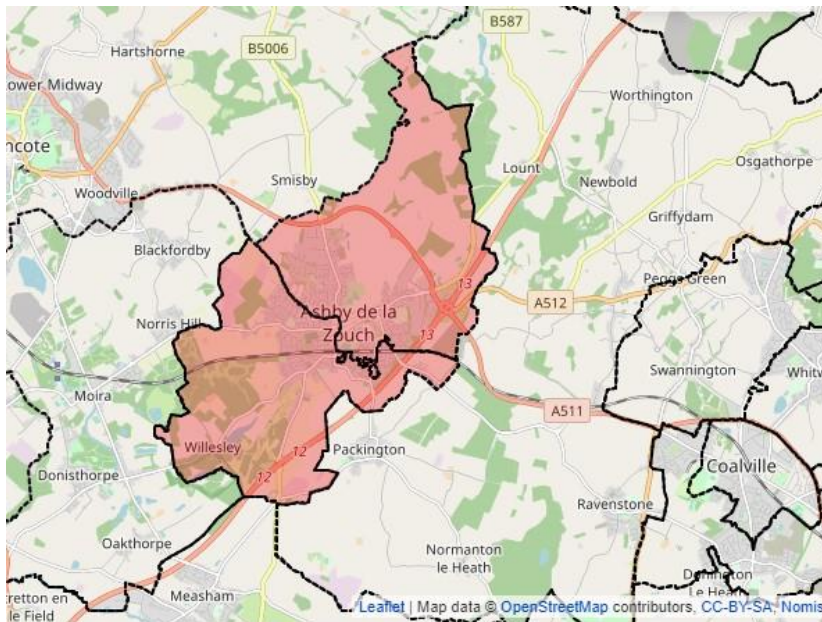 B587
B5006
Hartshorne
ower Midway
Worthington
ncote
Osgathorpe
Lount
Smisby
Newbold
Woodville
Griffydam
Blackfordby
Peggs Green
13
A512
Ashby de la
Zouch
Norris Hill
13
Swannington
Whitw
Moira
A511
Willesley
12
Packington
Coalville
12
Donisthorpe
Ravenstone
Oakthorpe
Normanton
le Heath
Donington
le Heath
Measham
retton en
le Field
Leaflet | Map data © OpenStreetMap contributors, CC-BY-SA, Nomis